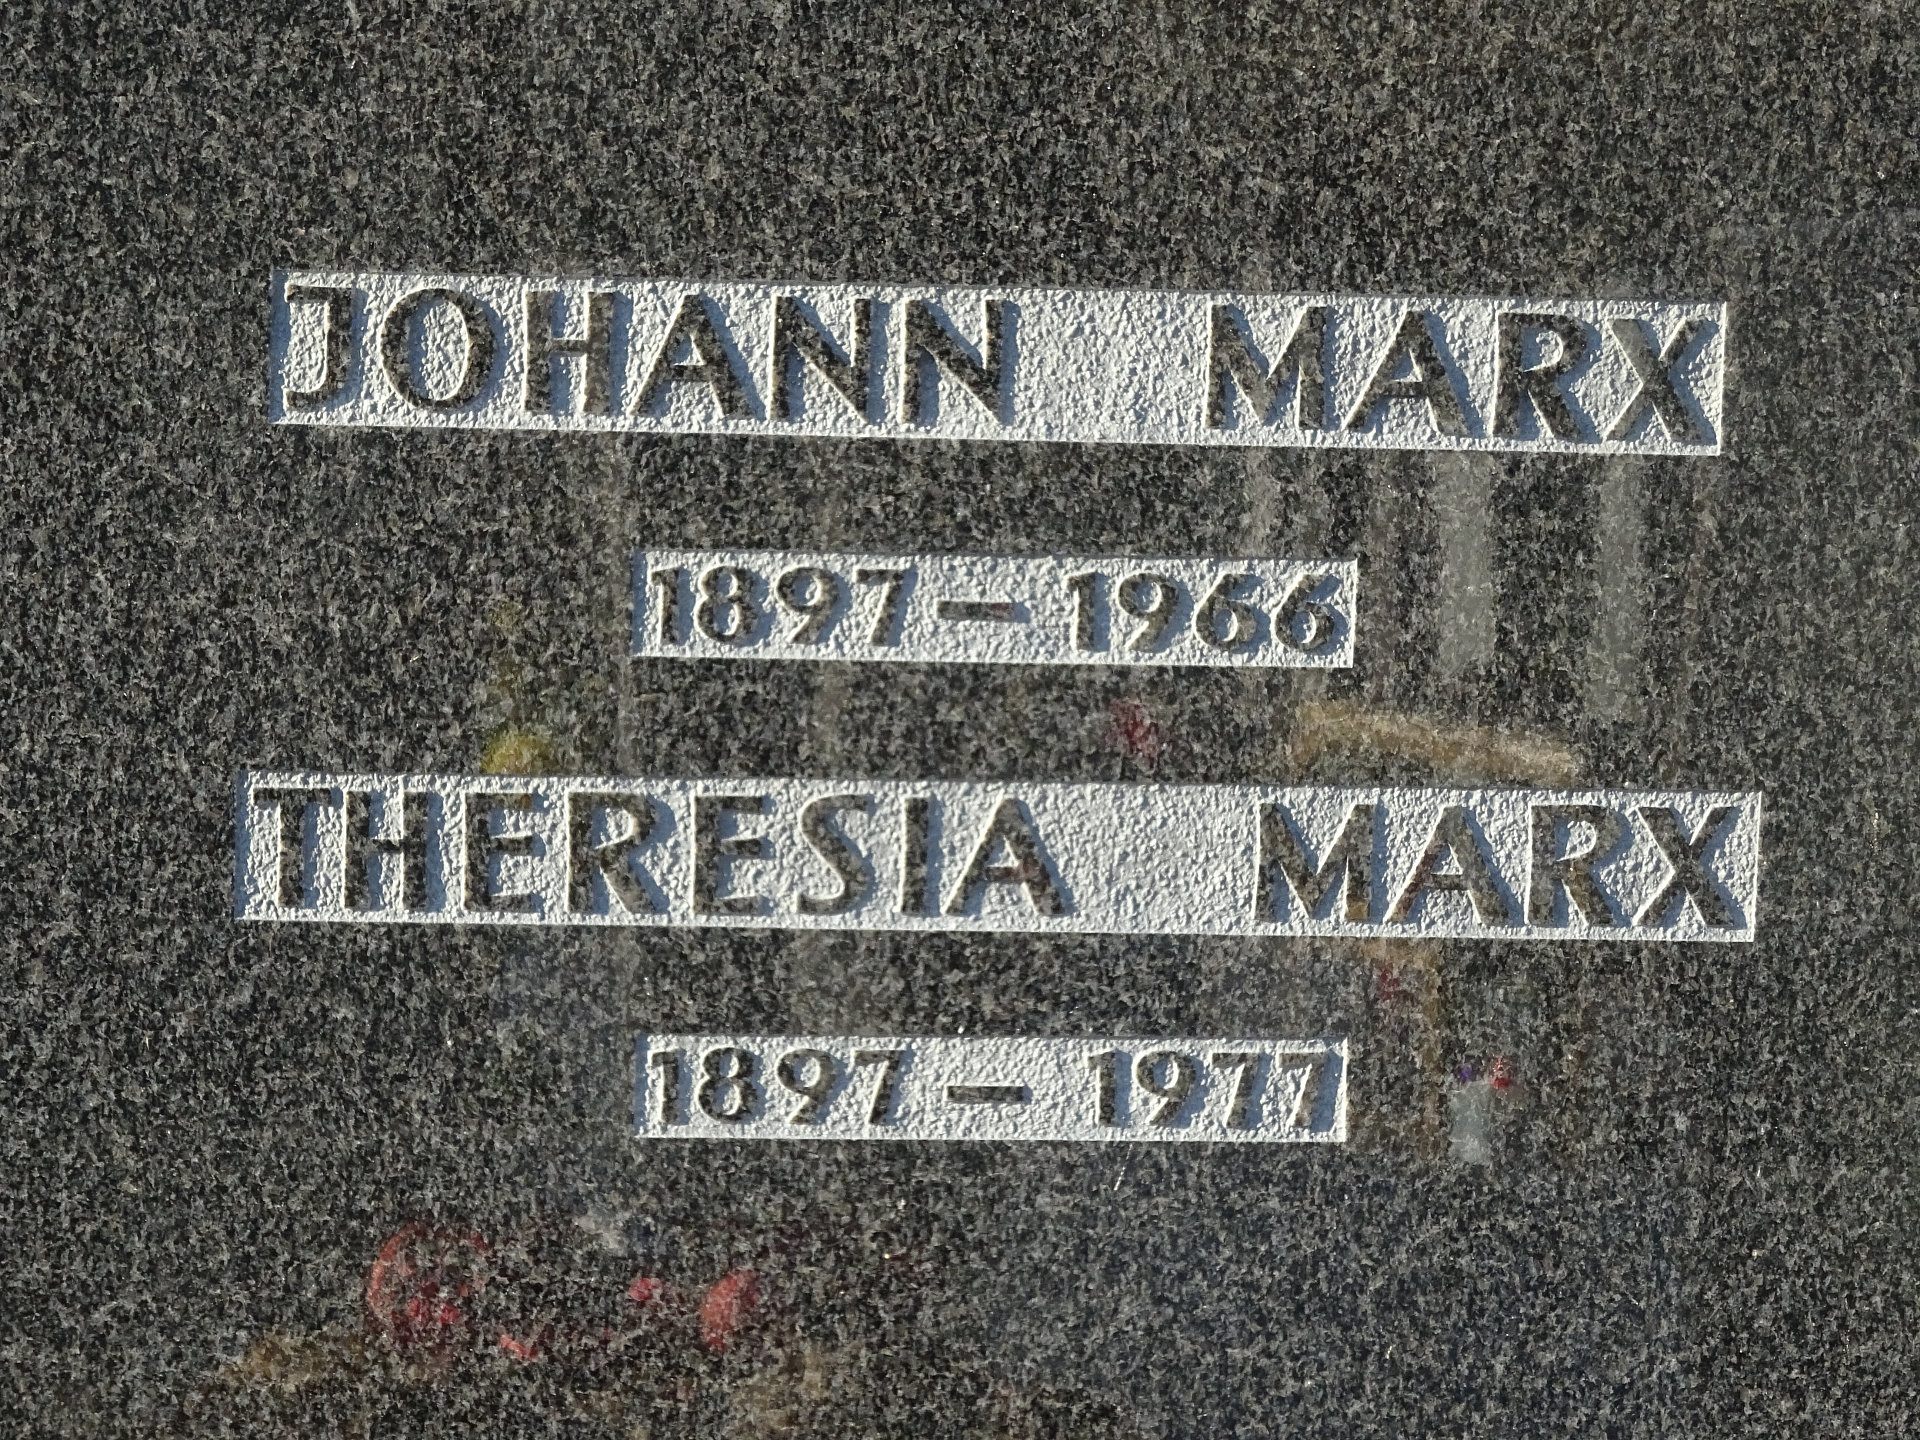 JOHANN MARX
1897 – 1966
THERESIA MARX
1897 – 1977